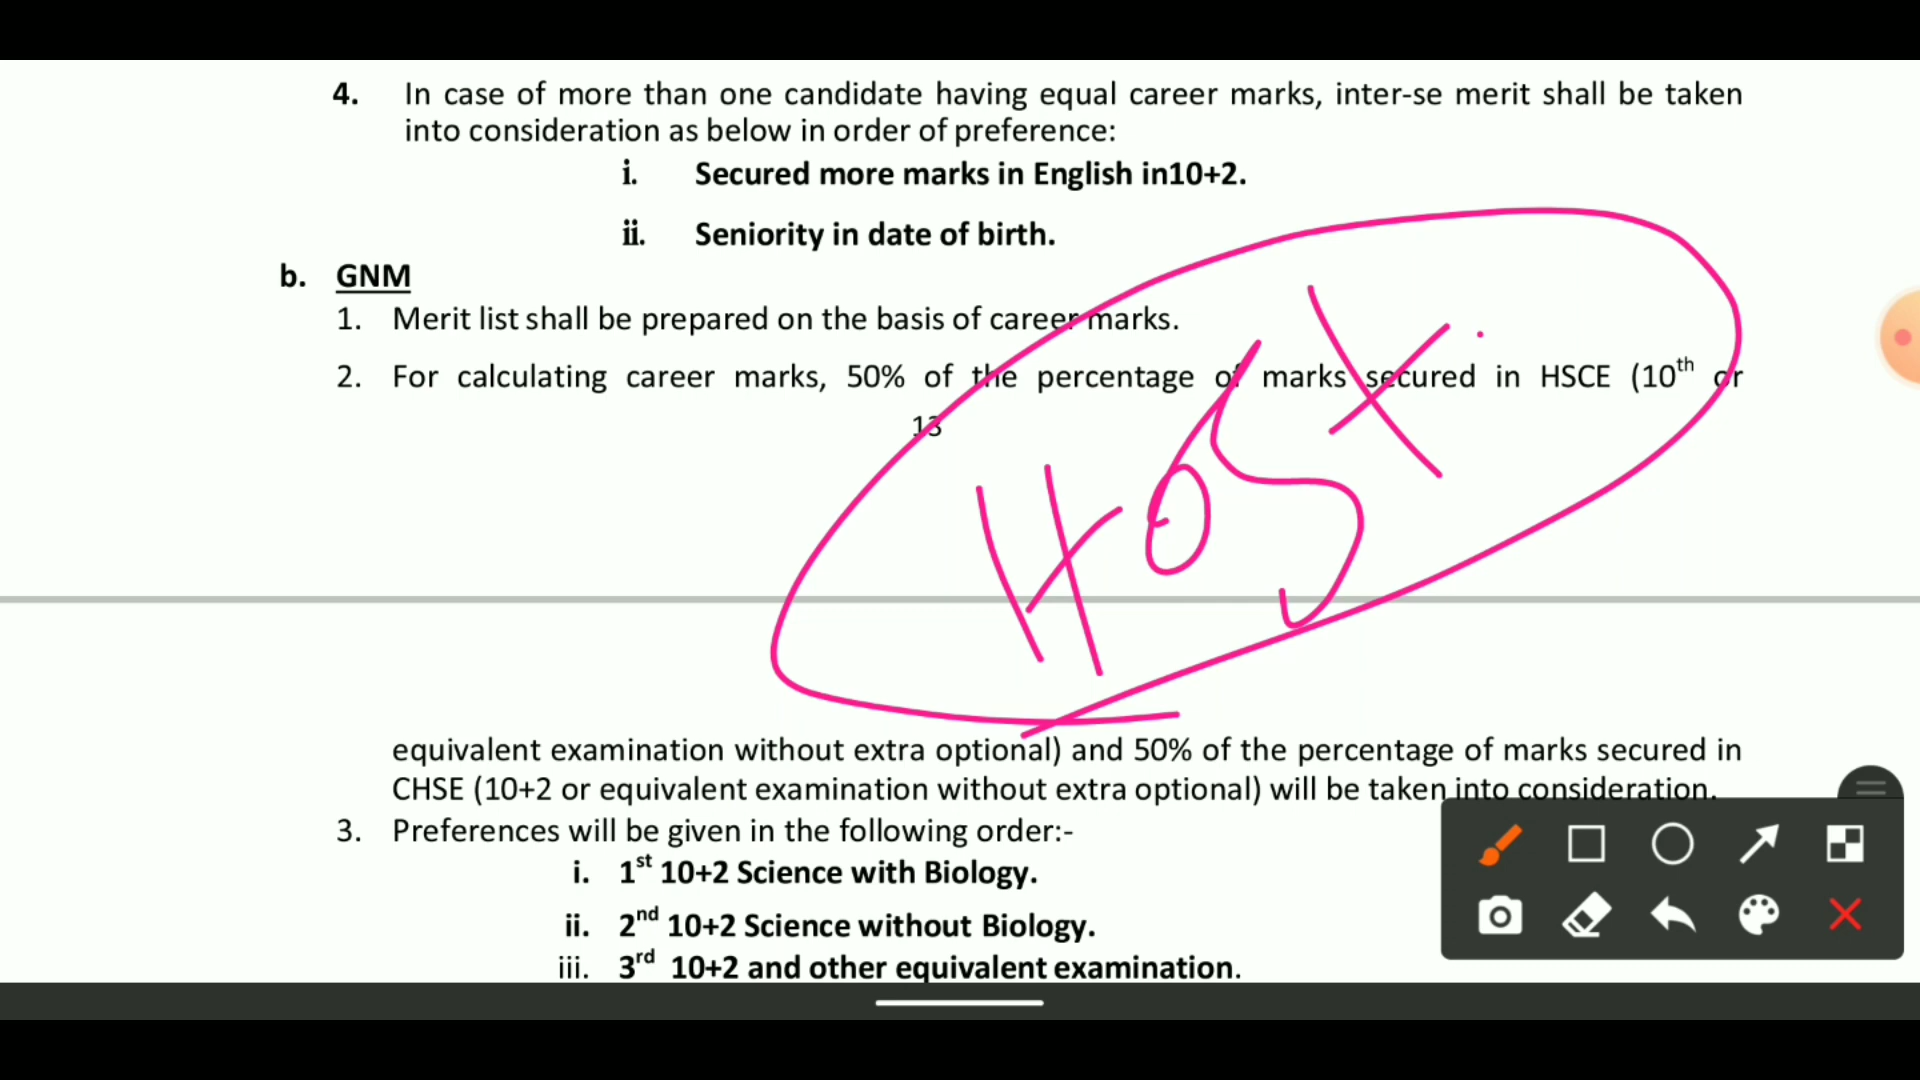 4. In case of more than one candidate having equal career marks, inter-se merit shall be taken
into consideration as below in order of preference:
i. Secured more marks in English in10+2.
ii. Seniority in date of birth.
b. GNM
1. Merit list shall be prepared on the basis of career marks.
2. For calculating career marks, 50% of the percentage of marks secured in HSCE (10th or
13
HOST
equivalent examination without extra optional) and 50% of the percentage of marks secured in
CHSE (10+2 or equivalent examination without extra optional) will be taken into consideration.
3. Preferences will be given in the following order:-
i. 1st 10+2 Science with Biology.
ii. 2nd 10+2 Science without Biology.
iii. 3rd 10+2 and other equivalent examination.